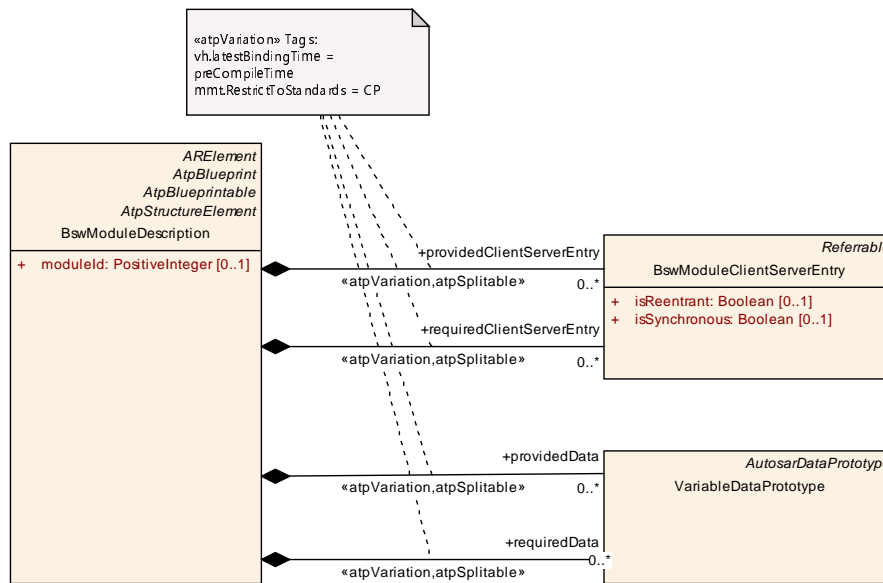 «atpVariation» Tags:
vh.latestBindingTime =
preCompileTime
mmt.RestrictToStandards = CP
ARElement
AtpBlueprint
AtpBlueprintable
AtpStructureElement
BswModuleDescription
+ moduleId: PositiveInteger [0..1]
+providedClientServerEntry
«atpVariation,atpSplitable»
0..*
Referrable
BswModuleClientServerEntry
+ isReentrant: Boolean [0..1]
+ isSynchronous: Boolean [0..1]
+requiredClientServerEntry
«atpVariation,atpSplitable»
0..*
+providedData
«atpVariation,atpSplitable»
0..*
AutosarDataPrototype
VariableDataPrototype
+requiredData
«atpVariation,atpSplitable»
0..*